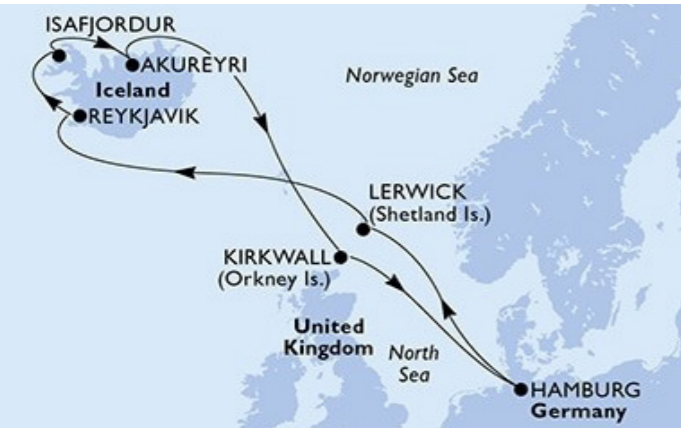 ISAFJORDUR
AKUREYRI
Iceland
REYKJAVIK
Norwegian Sea
LERWICK
(Shetland Is.)
KIRKWALL
(Orkney Is.)
United
Kingdom
North
Sea
HAMBURG
Germany